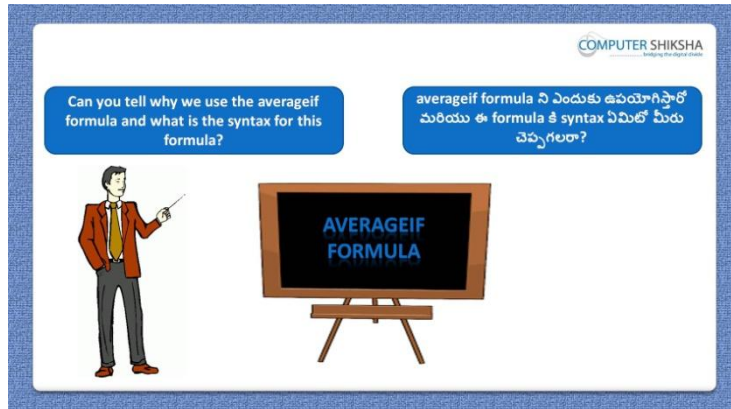 COMPUTER SHIKSHA
bridging the digital divide
Can you tell why we use the averageif
formula and what is the syntax for this
formula?
averageif formula ని ఎందుకు ఉపయోగిస్తారో
మరియు ఈ formula కి syntax ఏమిటో మీరు
చెప్పగలరా?
AVERAGEIF
FORMULA